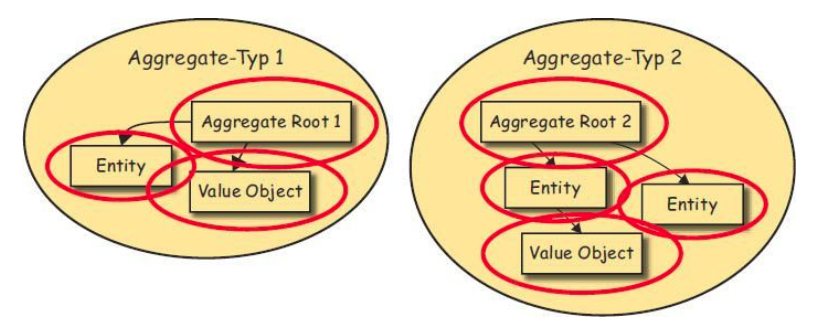 Aggregate-Typ 1
Aggregate Root 1
Entity
Value Object
Aggregate-Typ 2
Aggregate Root 2
Entity
Entity
Value Object